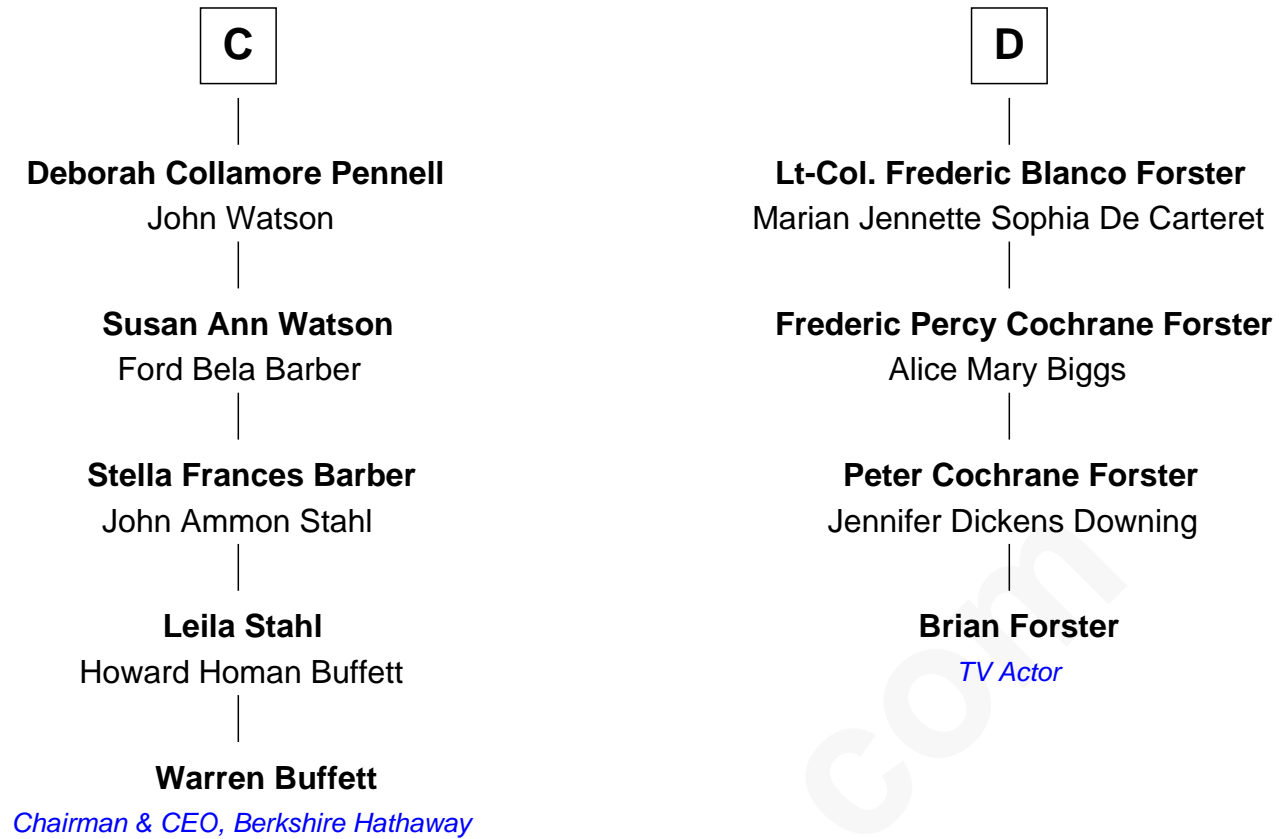 C
Deborah Collamore Pennell
John Watson
Susan Ann Watson
Ford Bela Barber
Stella Frances Barber
John Ammon Stahl
Leila Stahl
Howard Homan Buffett
Warren Buffett
Chairman & CEO, Berkshire Hathaway
D
Lt-Col. Frederic Blanco Forster
Marian Jennette Sophia De Carteret
Frederic Percy Cochrane Forster
Alice Mary Biggs
Peter Cochrane Forster
Jennifer Dickens Downing
Brian Forster
TV Actor
com